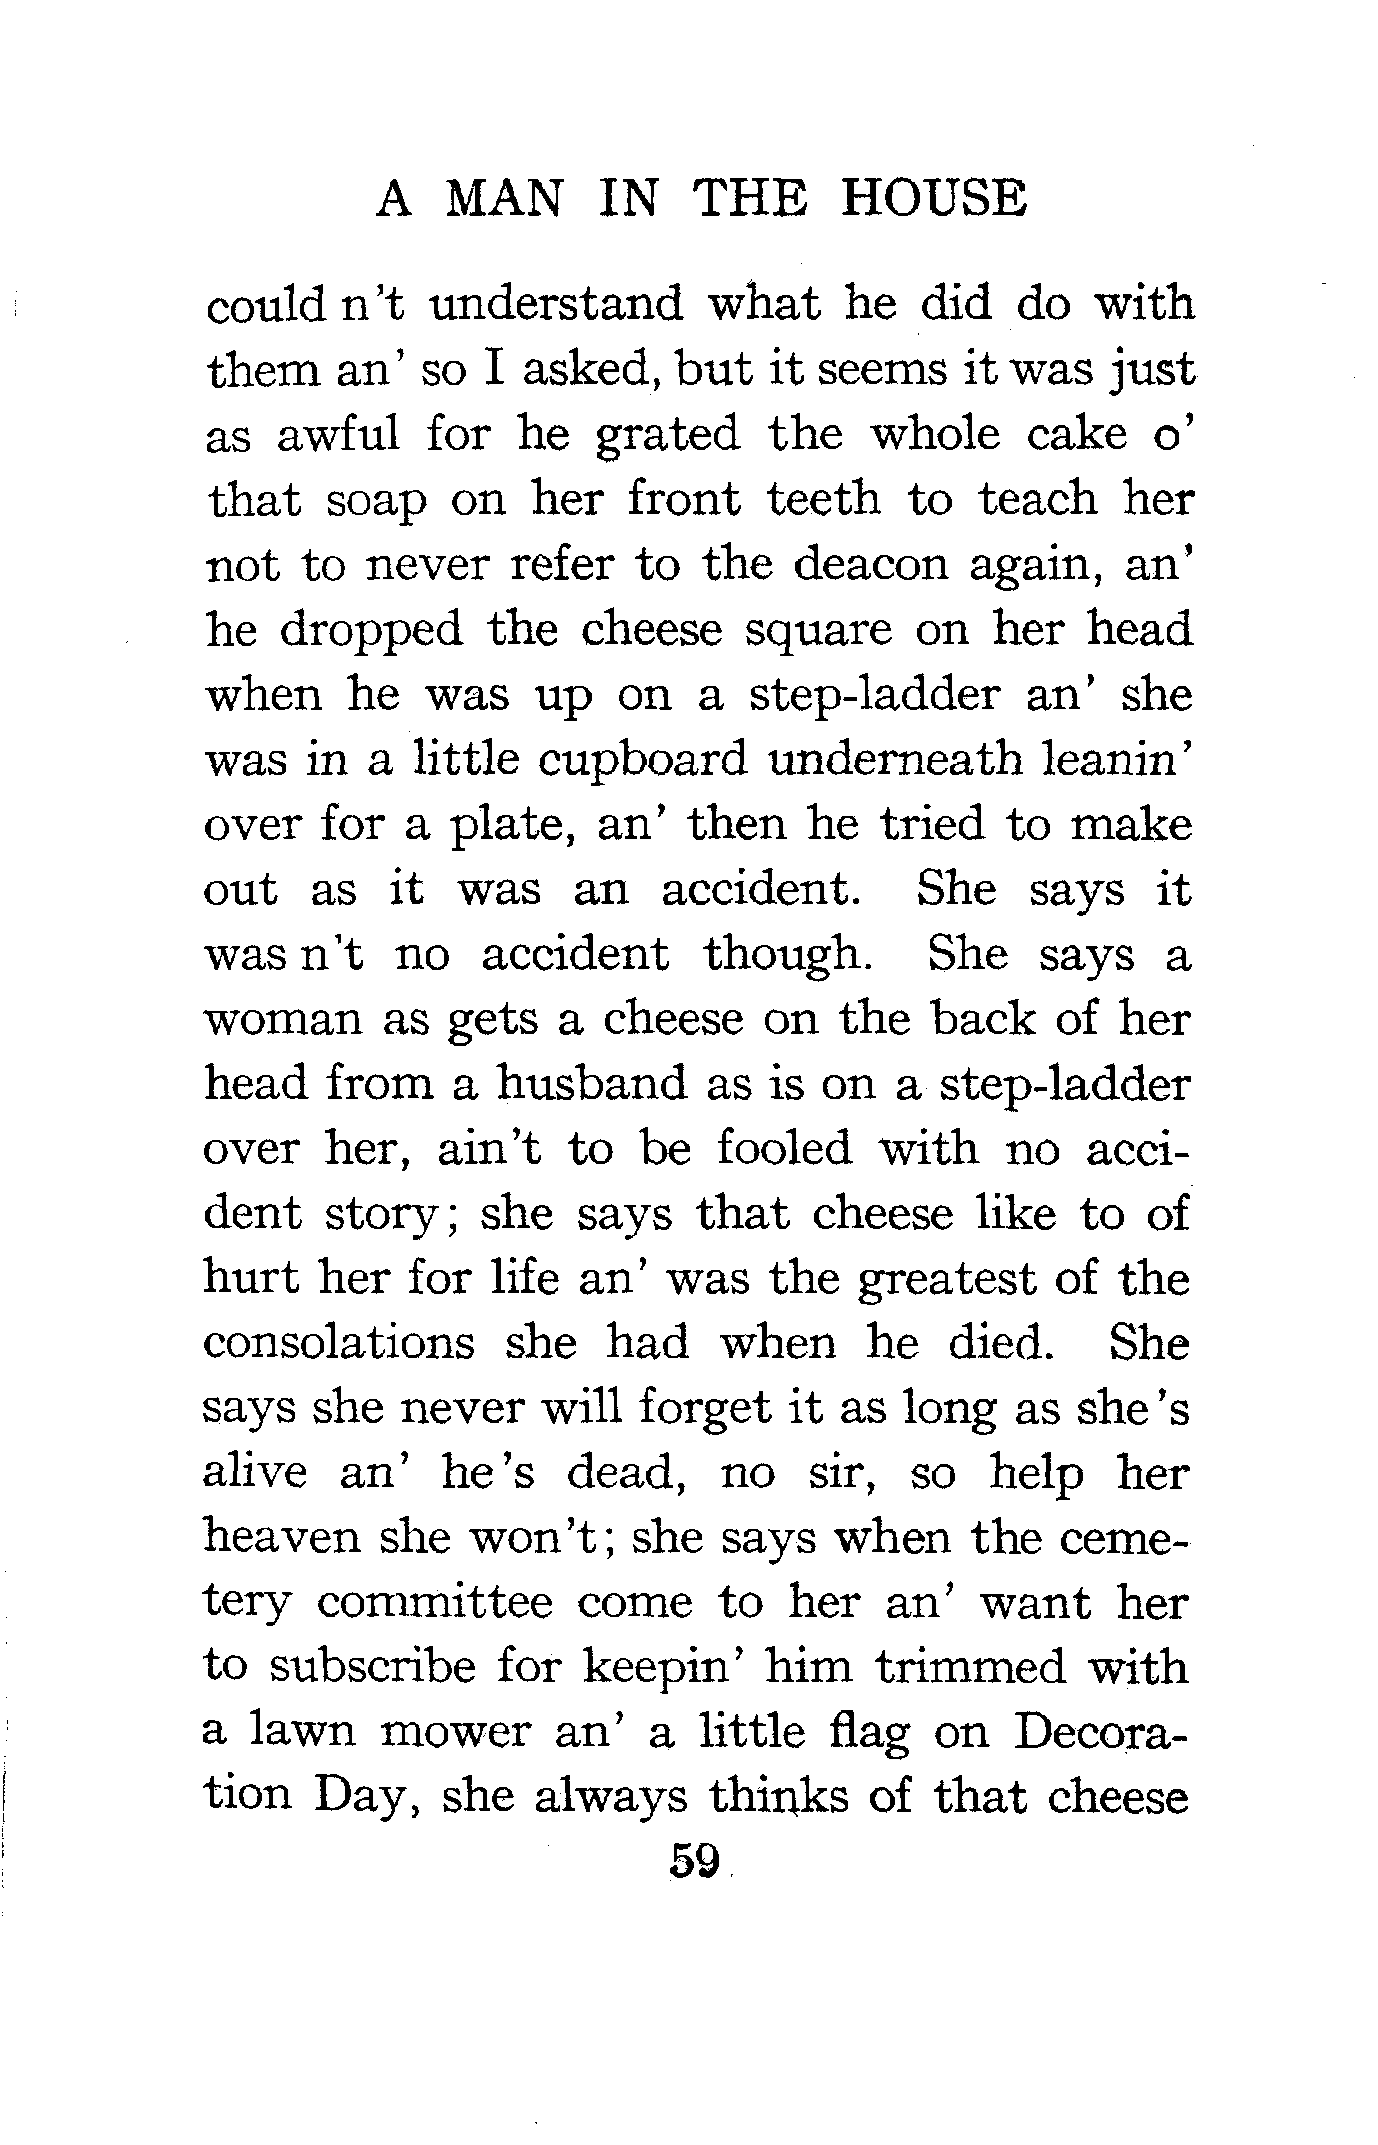 A MAN IN THE HOUSE
could n't understand what he did do with
them an' so I asked, but it seems it was just
as awful for he grated the whole cake o'
that soap on her front teeth to teach her
not to never refer to the deacon again, an'
he dropped the cheese square on her head
when he was up on a step-ladder an' she
was in a little cupboard underneath leanin'
over for a plate, an' then he tried to make
out as it was an accident. She says it
was n't no accident though. She says a
woman as gets a cheese on the back of her
head from a husband as is on a step-ladder
over her, ain't to be fooled with no acci-
dent story; she says that cheese like to of
hurt her for life an' was the greatest of the
consolations she had when he died. She
says she never will forget it as long as she 's
alive an' he 's dead, no sir, so help her
heaven she won't; she says when the ceme-
tery committee come to her an' want her
to subscribe for keepin' him trimmed with
a lawn mower an' a little flag on Decora-
tion Day, she always thinks of that cheese
59